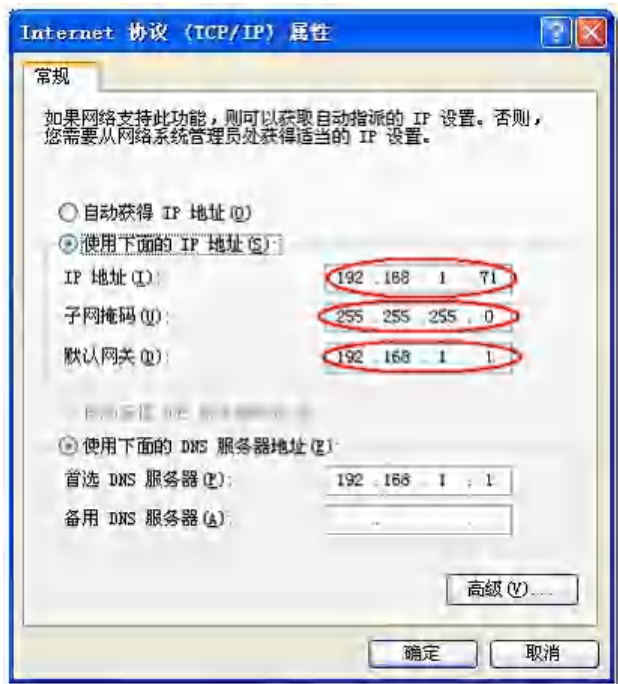 Internet 协议 (TCP/IP) 属性
常规
如果网络支持此功能，则可以获取自动指派的 IP 设置。否则，
您需要从网络系统管理员处获得适当的 IP 设置。
自动获得 IP 地址(O)
使用下面的 IP 地址(S):
IP 地址(I): 192 . 168 . 1 . 71
子网掩码(U): 255 . 255 . 255 . 0
默认网关(D): 192 . 168 . 1 . 1
使用下面的 DNS 服务器地址(E):
首选 DNS 服务器(P): 192 . 168 . 1 . 1
备用 DNS 服务器(A): . . .
高级(V)...
确定 取消